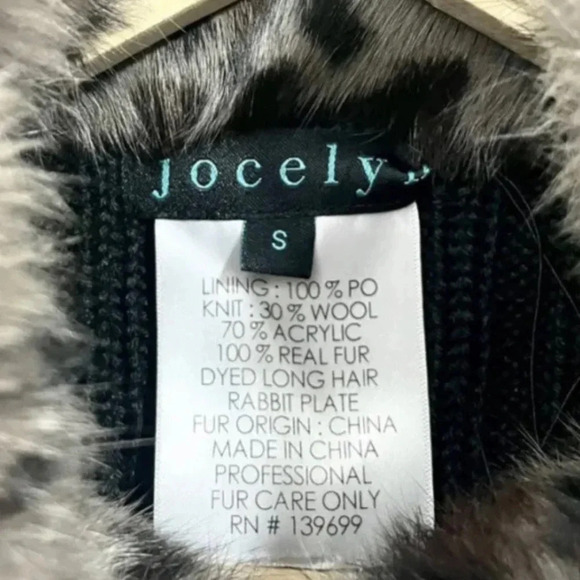 jocelyn
S
LINING : 100 % PO
KNIT : 30 % WOOL
70 % ACRYLIC
100 % REAL FUR
DYED LONG HAIR
RABBIT PLATE
FUR ORIGIN : CHINA
MADE IN CHINA
PROFESSIONAL
FUR CARE ONLY
RN # 139699